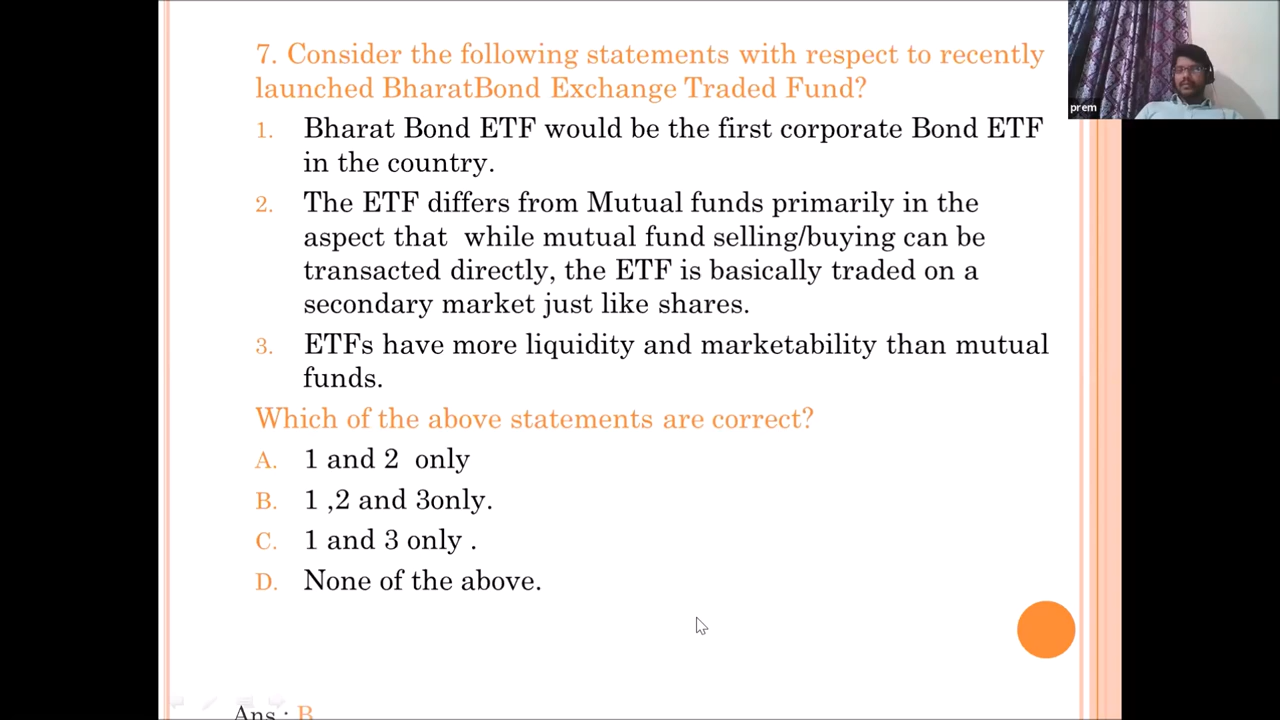 prem
7. Consider the following statements with respect to recently
launched BharatBond Exchange Traded Fund?
1. Bharat Bond ETF would be the first corporate Bond ETF
in the country.
2. The ETF differs from Mutual funds primarily in the
aspect that while mutual fund selling/buying can be
transacted directly, the ETF is basically traded on a
secondary market just like shares.
3. ETFs have more liquidity and marketability than mutual
funds.
Which of the above statements are correct?
A. 1 and 2 only
B. 1 ,2 and 3only.
C. 1 and 3 only .
D. None of the above.
Ans : B